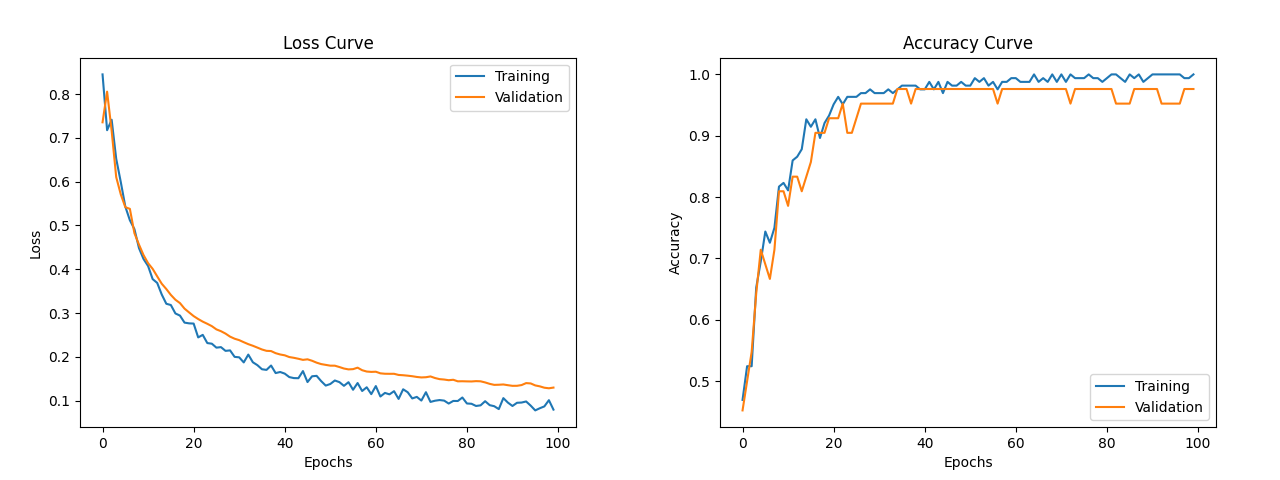 Loss Curve
Training
Validation
0.8
0.7
0.6
0.5
0.4
0.3
0.2
0.1
Loss
0
20
40
60
80
100
Epochs
Accuracy Curve
1.0
0.9
0.8
0.7
0.6
0.5
Accuracy
Training
Validation
0
20
40
60
80
100
Epochs